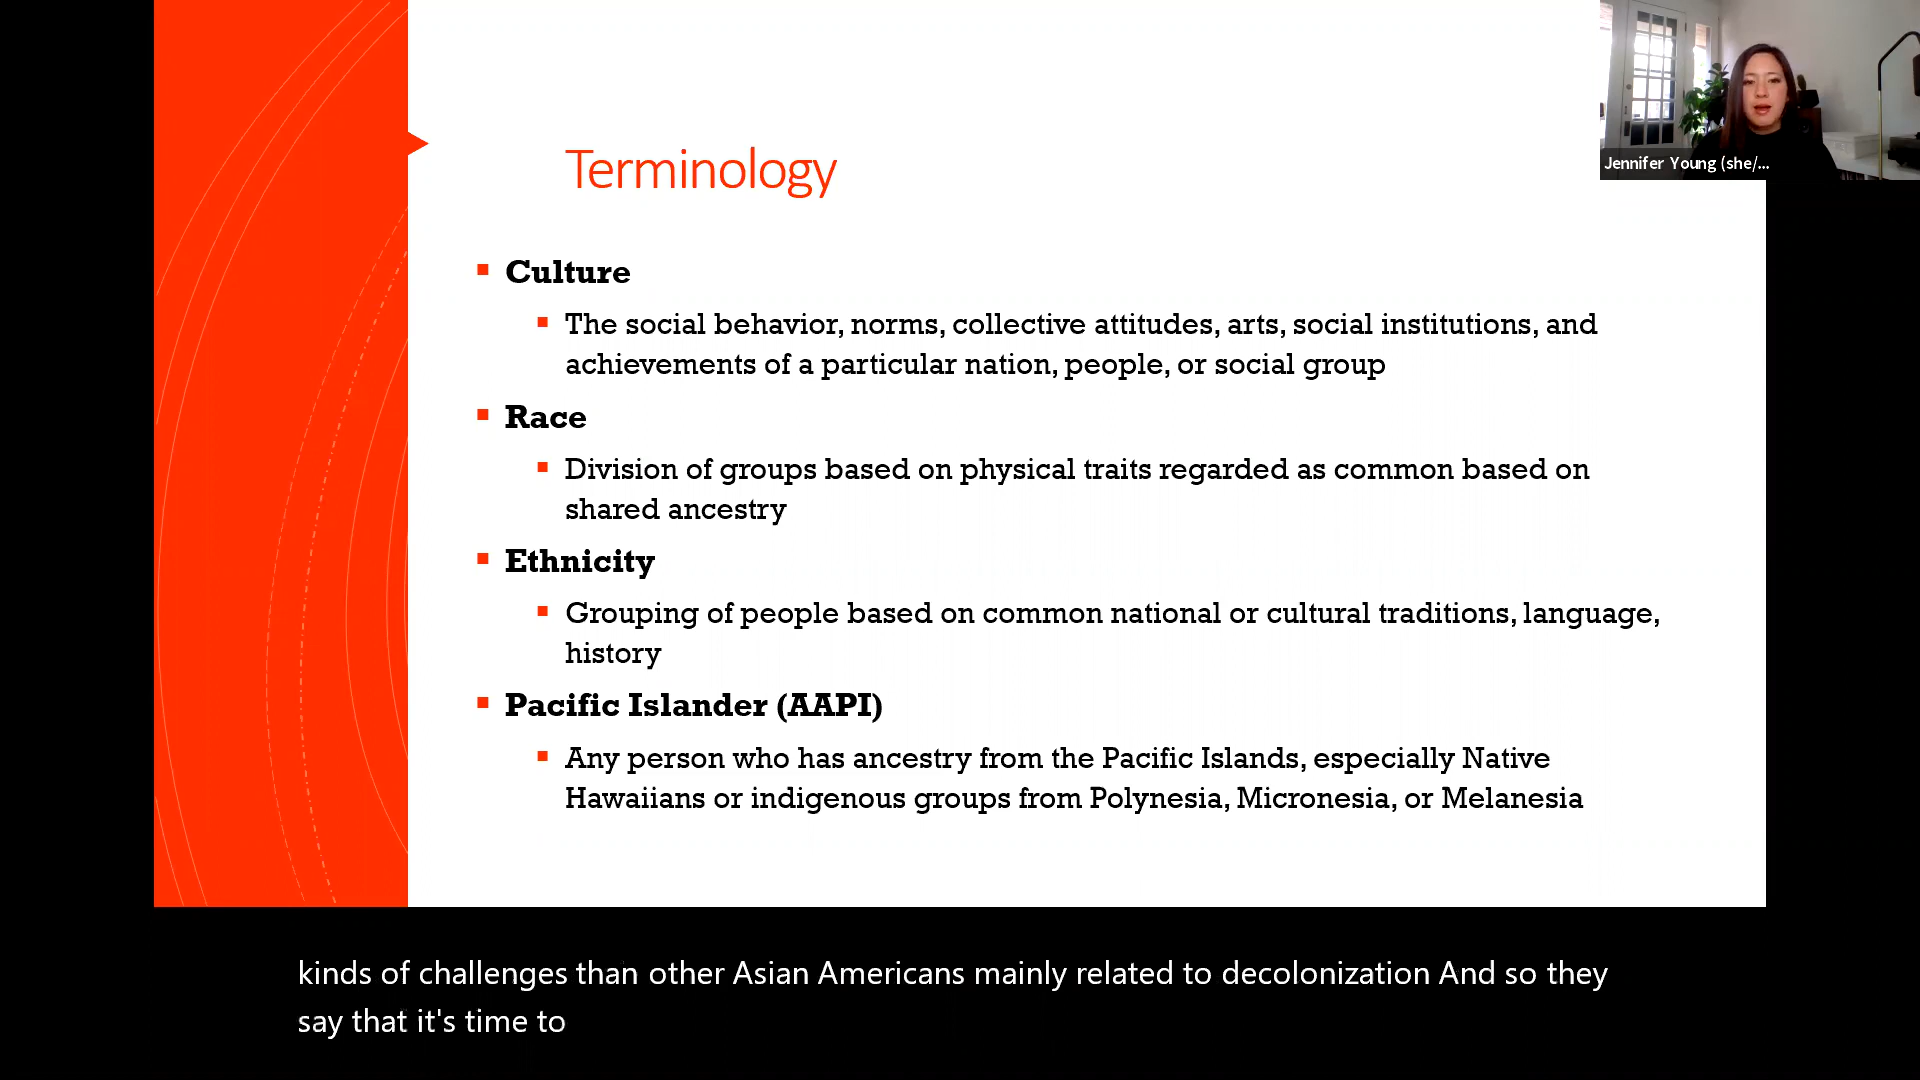 Terminology
Culture
The social behavior, norms, collective attitudes, arts, social institutions, and
achievements of a particular nation, people, or social group
Race
Division of groups based on physical traits regarded as common based on
shared ancestry
Ethnicity
Grouping of people based on common national or cultural traditions, language,
history
Pacific Islander (AAPI)
Any person who has ancestry from the Pacific Islands, especially Native
Hawaiians or indigenous groups from Polynesia, Micronesia, or Melanesia
Jennifer Young (she/...
kinds of challenges than other Asian Americans mainly related to decolonization And so they
say that it's time to